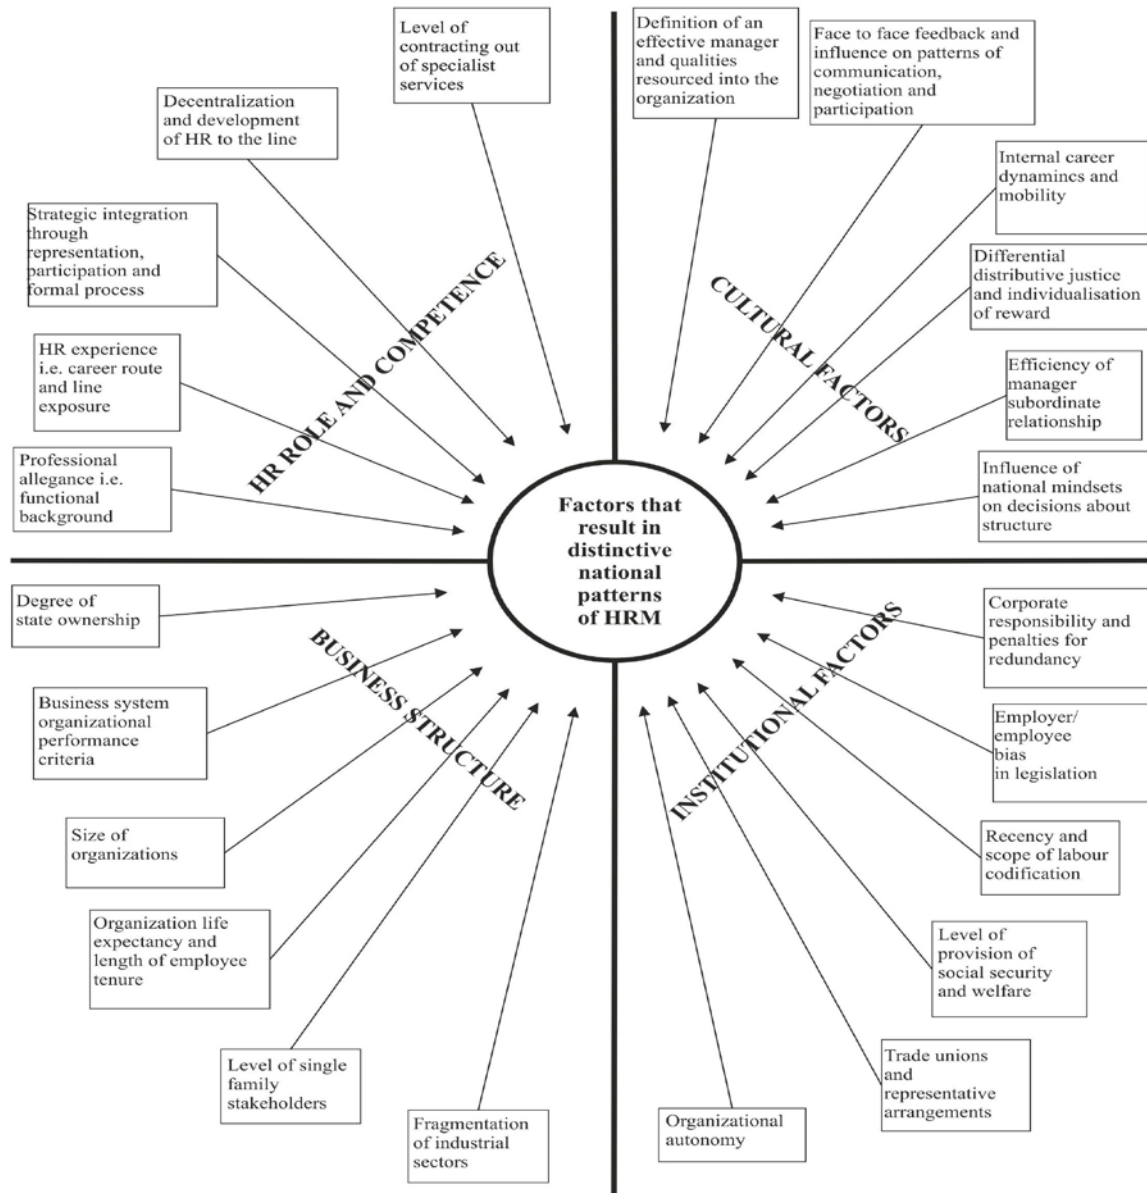 Level of
contracting out
of specialist
services
Decentralization
and development
of HR to the line
Strategic integration
through
representation,
participation and
formal process
HR experience
i.e. career route
and line
exposure
Professional
allegance i.e.
functional
background
HR ROLE AND COMPETENCE
Definition of an
effective manager
and qualities
resourced into the
organization
Face to face feedback and
influence on patterns of
communication,
negotiation and
participation
Internal career
dynamincs and
mobility
Differential
distributive justice
and individualisation
of reward
Efficiency of
manager
subordinate
relationship
Influence of
national mindsets
on decisions about
structure
CULTURAL FACTORS
Factors that
result in
distinctive
national
patterns
of HRM
Degree of
state ownership
Business system
organizational
performance
criteria
Size of
organizations
Organization life
expectancy and
length of employee
tenure
Level of single
family
stakeholders
Fragmentation
of industrial
sectors
BUSINESS STRUCTURE
Corporate
responsibility and
penalties for
redundancy
Employer/
employee
bias
in legislation
Recency and
scope of labour
codification
Level of
provision of
social security
and welfare
Trade unions
and
representative
arrangements
Organizational
autonomy
INSTITUTIONAL FACTORS